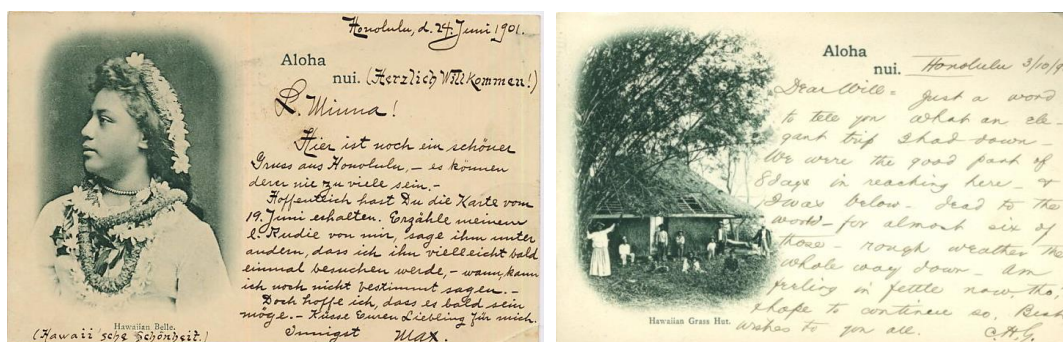 Honolulu, d. 24. Juni 1901.
Aloha
nui. (Herzlich Willkommen!)
L. Minna!
Hier ist noch ein schöner
Gruss aus Honolulu, – es können
derer nie zu viele sein. –
Hoffentlich hast Du die Karte vom
19. Juni erhalten. Erzähle meinem
l. Rudie von mir, sage ihm unter
andern, dass ich ihn vielleicht bald
einmal besuchen werde, – wann, kann
ich noch nicht bestimmt sagen. –
Doch hoffe ich, dass es bald sein
möge. – Küsse Euren Liebling für mich.
Innigst Max.
Hawaiian Belle.
(Hawaii'sche Schönheit.)
Aloha
nui. Honolulu 3/10/9
Dear Will – Just a word
to tell you what an ele-
gant trip I had down –
We were the good part of
8 days in reaching here – &
I was below – dead to the
world – for almost six of
those – rough weather the
whole way down – am
feeling in fettle now, tho'
& hope to continue so. Best
wishes to you all. C.H.G.
Hawaiian Grass Hut.